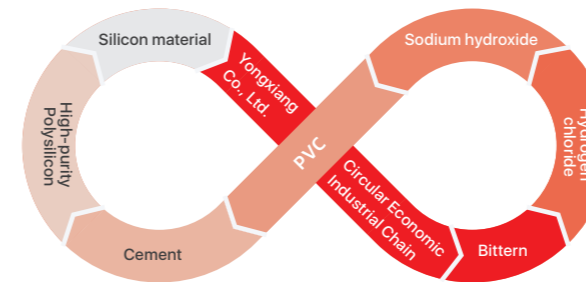 Silicon material
Yongxiang
Co., Ltd.
Sodium hydroxide
High-purity
Polysilicon
PVC
Hydrogen
chloride
Circular Economic
Industrial Chain
Cement
Bittern